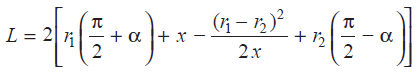 L = 2[r₁(π/2 + α) + x − (r₁ − r₂)²/2x + r₂(π/2 − α)]